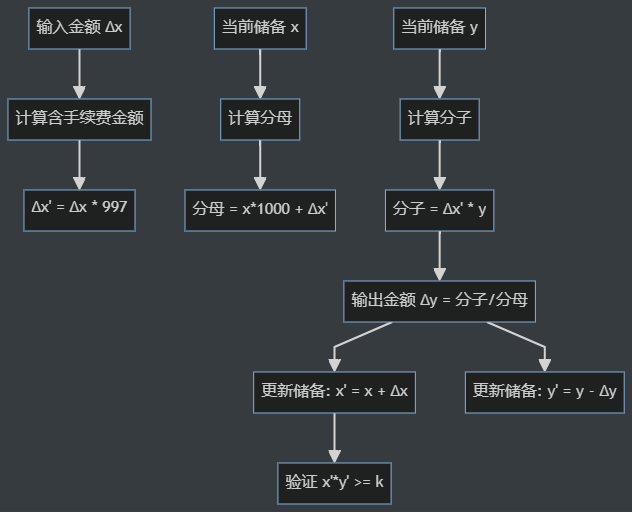 输入金额 Δx
当前储备 x
当前储备 y
计算含手续费金额
计算分母
计算分子
Δx' = Δx * 997
分母 = x*1000 + Δx'
分子 = Δx' * y
输出金额 Δy = 分子/分母
更新储备: x' = x + Δx
更新储备: y' = y - Δy
验证 x'*y' >= k